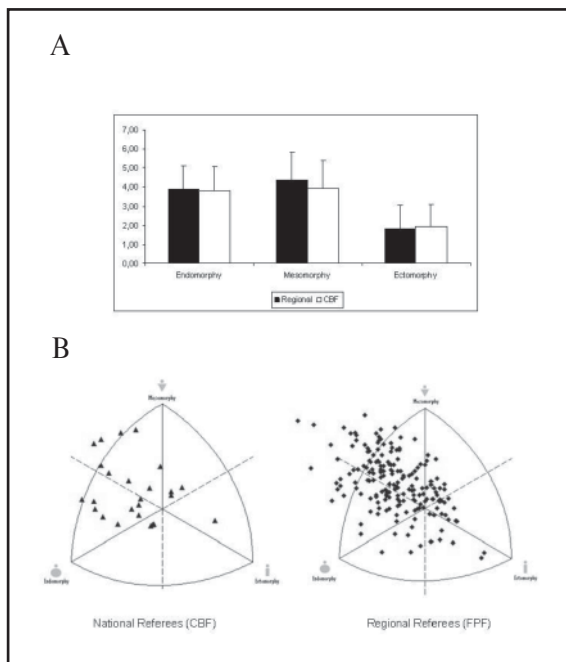 A
7,00
6,00
5,00
4,00
3,00
2,00
1,00
0,00
Endomorphy Mesomorphy Ectomorphy
Regional CBF
B
Mesomorphy Mesomorphy
Endomorphy Ectomorphy Endomorphy Ectomorphy
National Referees (CBF) Regional Referees (FPF)